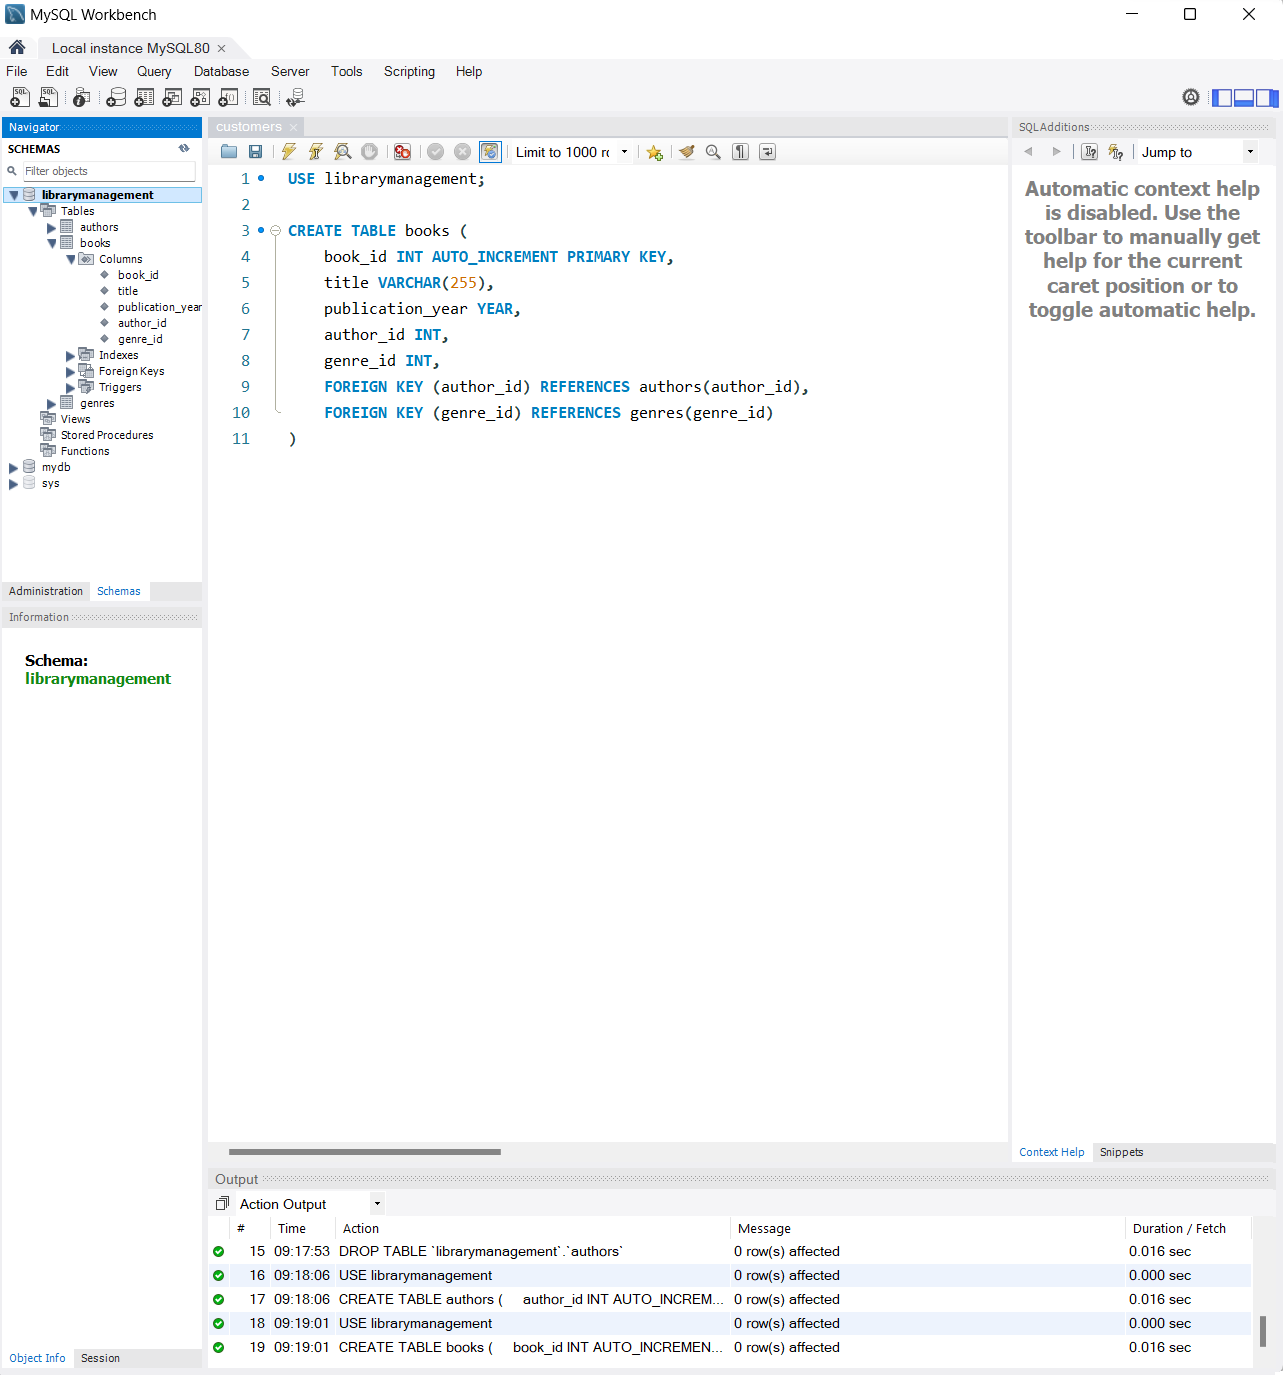 MySQL Workbench
Local instance MySQL80
File Edit View Query Database Server Tools Scripting Help
Navigator
SCHEMAS
Filter objects
librarymanagement
Tables
authors
books
Columns
book_id
title
publication_year
author_id
genre_id
Indexes
Foreign Keys
Triggers
genres
Views
Stored Procedures
Functions
mydb
sys
Administration Schemas
Information
Schema:
librarymanagement
Object Info Session
customers
Limit to 1000 rc
1 USE librarymanagement;
2
3 CREATE TABLE books (
4 book_id INT AUTO_INCREMENT PRIMARY KEY,
5 title VARCHAR(255),
6 publication_year YEAR,
7 author_id INT,
8 genre_id INT,
9 FOREIGN KEY (author_id) REFERENCES authors(author_id),
10 FOREIGN KEY (genre_id) REFERENCES genres(genre_id)
11 )
SQLAdditions
Jump to
Automatic context help
is disabled. Use the
toolbar to manually get
help for the current
caret position or to
toggle automatic help.
Context Help Snippets
Output
Action Output
# Time Action Message Duration / Fetch
15 09:17:53 DROP TABLE `librarymanagement`.`authors` 0 row(s) affected 0.016 sec
16 09:18:06 USE librarymanagement 0 row(s) affected 0.000 sec
17 09:18:06 CREATE TABLE authors ( author_id INT AUTO_INCREM... 0 row(s) affected 0.016 sec
18 09:19:01 USE librarymanagement 0 row(s) affected 0.000 sec
19 09:19:01 CREATE TABLE books ( book_id INT AUTO_INCREMEN... 0 row(s) affected 0.016 sec